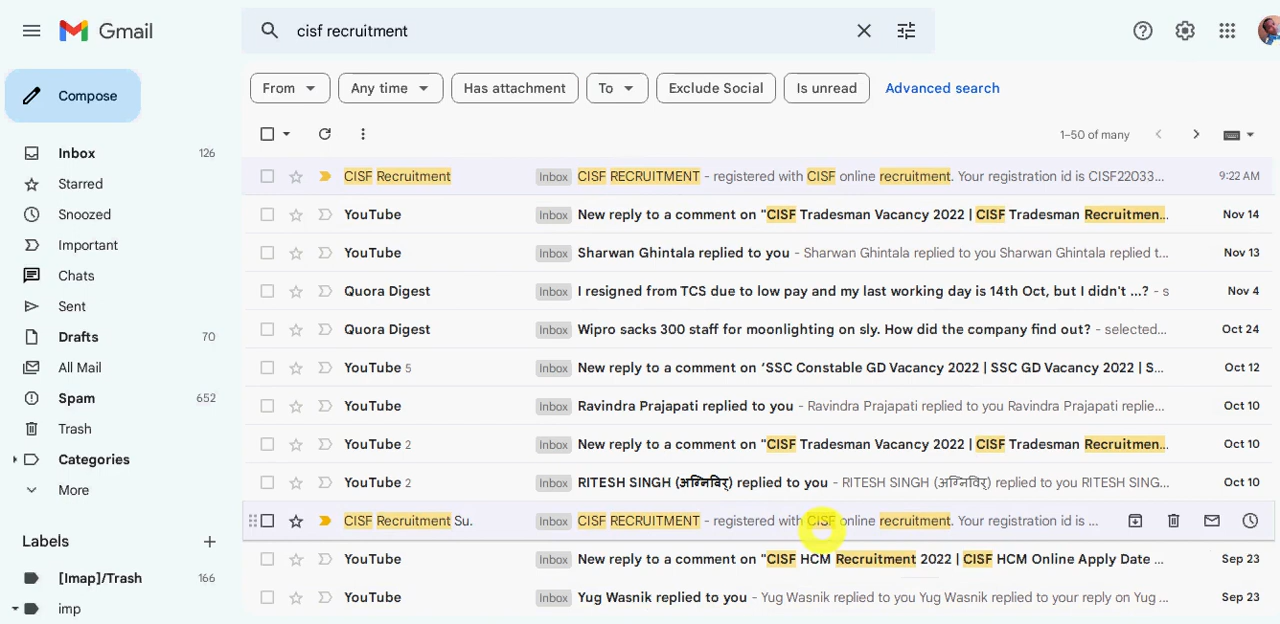 Gmail
cisf recruitment
Compose
From
Any time
Has attachment
To
Exclude Social
Is unread
Advanced search
1–50 of many
Inbox 126
Starred
Snoozed
Important
Chats
Sent
Drafts 70
All Mail
Spam 652
Trash
Categories
More
Labels
[Imap]/Trash 166
imp
CISF Recruitment Inbox CISF RECRUITMENT - registered with CISF online recruitment. Your registration id is CISF22033... 9:22 AM
YouTube Inbox New reply to a comment on "CISF Tradesman Vacancy 2022 | CISF Tradesman Recruitmen... Nov 14
YouTube Inbox Sharwan Ghintala replied to you - Sharwan Ghintala replied to you Sharwan Ghintala replied t... Nov 13
Quora Digest Inbox I resigned from TCS due to low pay and my last working day is 14th Oct, but I didn't ...? - s Nov 4
Quora Digest Inbox Wipro sacks 300 staff for moonlighting on sly. How did the company find out? - selected... Oct 24
YouTube 5 Inbox New reply to a comment on ‘SSC Constable GD Vacancy 2022 | SSC GD Vacancy 2022 | S... Oct 12
YouTube Inbox Ravindra Prajapati replied to you - Ravindra Prajapati replied to you Ravindra Prajapati replie... Oct 10
YouTube 2 Inbox New reply to a comment on "CISF Tradesman Vacancy 2022 | CISF Tradesman Recruitmen... Oct 10
YouTube 2 Inbox RITESH SINGH (अग्निविर्) replied to you - RITESH SINGH (अग्निविर्) replied to you RITESH SING... Oct 10
CISF Recruitment Su. Inbox CISF RECRUITMENT - registered with CISF online recruitment. Your registration id is ...
YouTube Inbox New reply to a comment on "CISF HCM Recruitment 2022 | CISF HCM Online Apply Date ... Sep 23
YouTube Inbox Yug Wasnik replied to you - Yug Wasnik replied to you Yug Wasnik replied to your reply on Yug ... Sep 23